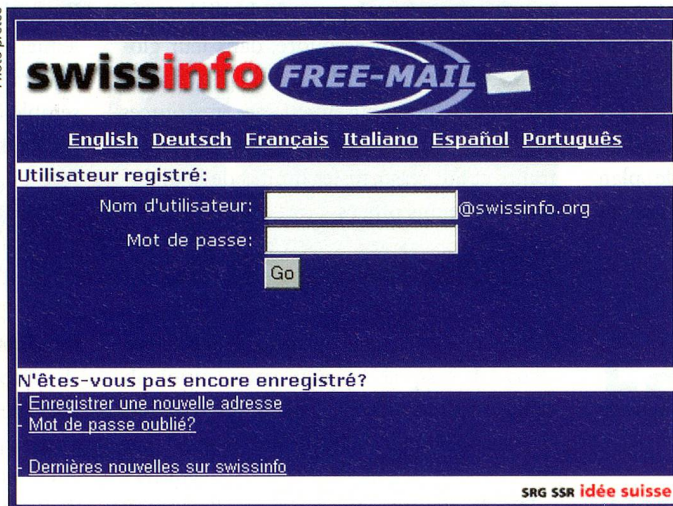 swissinfo FREE-MAIL
English Deutsch Français Italiano Español Português
Utilisateur registré:
Nom d'utilisateur: @swissinfo.org
Mot de passe:
Go
N'êtes-vous pas encore enregistré?
- Enregistrer une nouvelle adresse
- Mot de passe oublié?
- Dernières nouvelles sur swissinfo
SRG SSR idée suisse